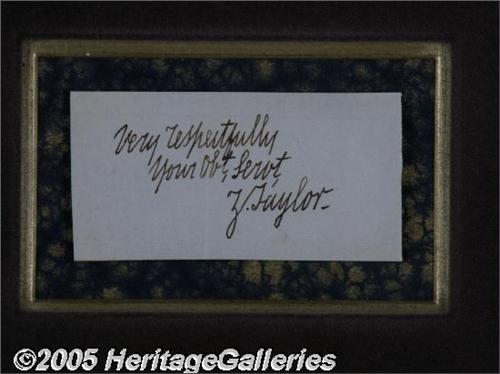 Very respectfully
Your Obt, Servt
Z. Taylor.
©2005 HeritageGalleries